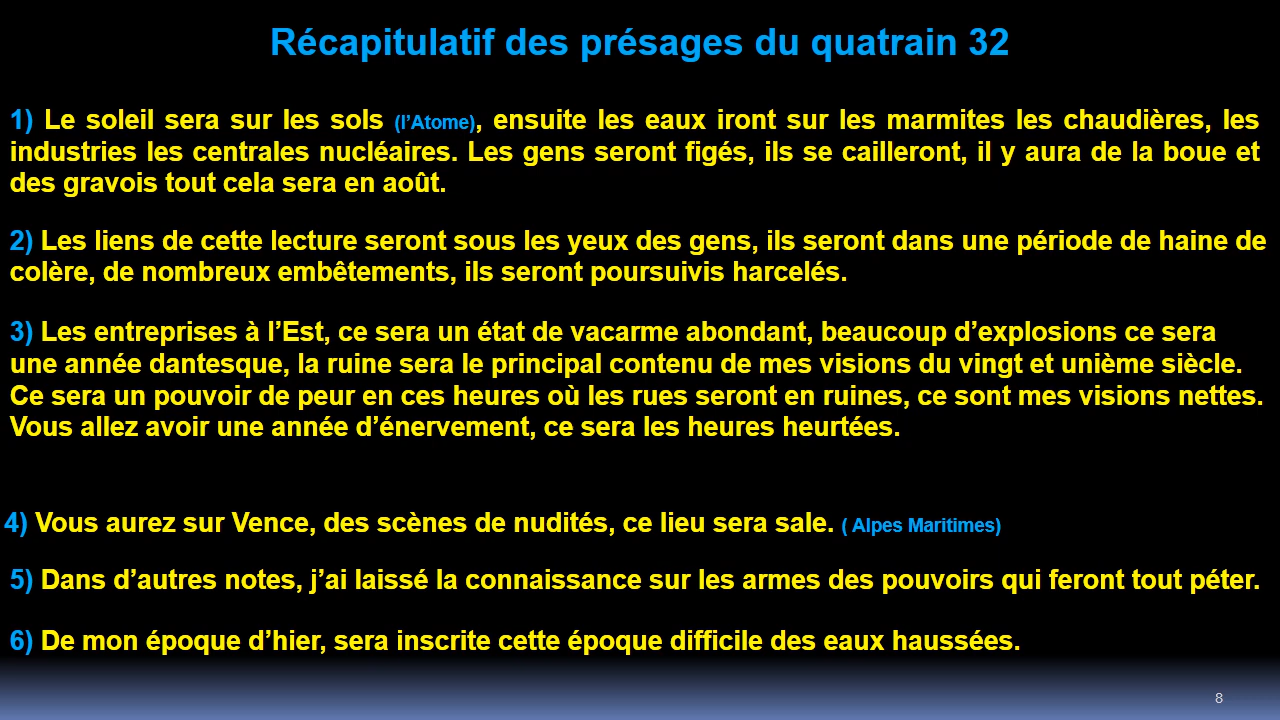 Récapitulatif des présages du quatrain 32
1) Le soleil sera sur les sols (l’Atome), ensuite les eaux iront sur les marmites les chaudières, les
industries les centrales nucléaires. Les gens seront figés, ils se cailleront, il y aura de la boue et
des gravois tout cela sera en août.
2) Les liens de cette lecture seront sous les yeux des gens, ils seront dans une période de haine de
colère, de nombreux embêtements, ils seront poursuivis harcelés.
3) Les entreprises à l’Est, ce sera un état de vacarme abondant, beaucoup d’explosions ce sera
une année dantesque, la ruine sera le principal contenu de mes visions du vingt et unième siècle.
Ce sera un pouvoir de peur en ces heures où les rues seront en ruines, ce sont mes visions nettes.
Vous allez avoir une année d’énervement, ce sera les heures heurtées.
4) Vous aurez sur Vence, des scènes de nudités, ce lieu sera sale. ( Alpes Maritimes)
5) Dans d’autres notes, j’ai laissé la connaissance sur les armes des pouvoirs qui feront tout péter.
6) De mon époque d’hier, sera inscrite cette époque difficile des eaux haussées.
8